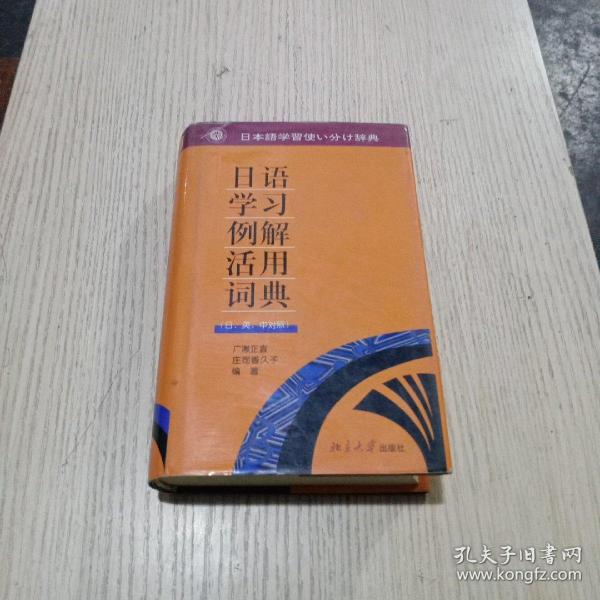 日本語学習使い分け辞典
日语
学习
例解
活用
词典
(日、英、中对照)
广濑正宜
庄司香久子
编著
北京大学出版社
孔夫子旧书网
www.kongfz.com